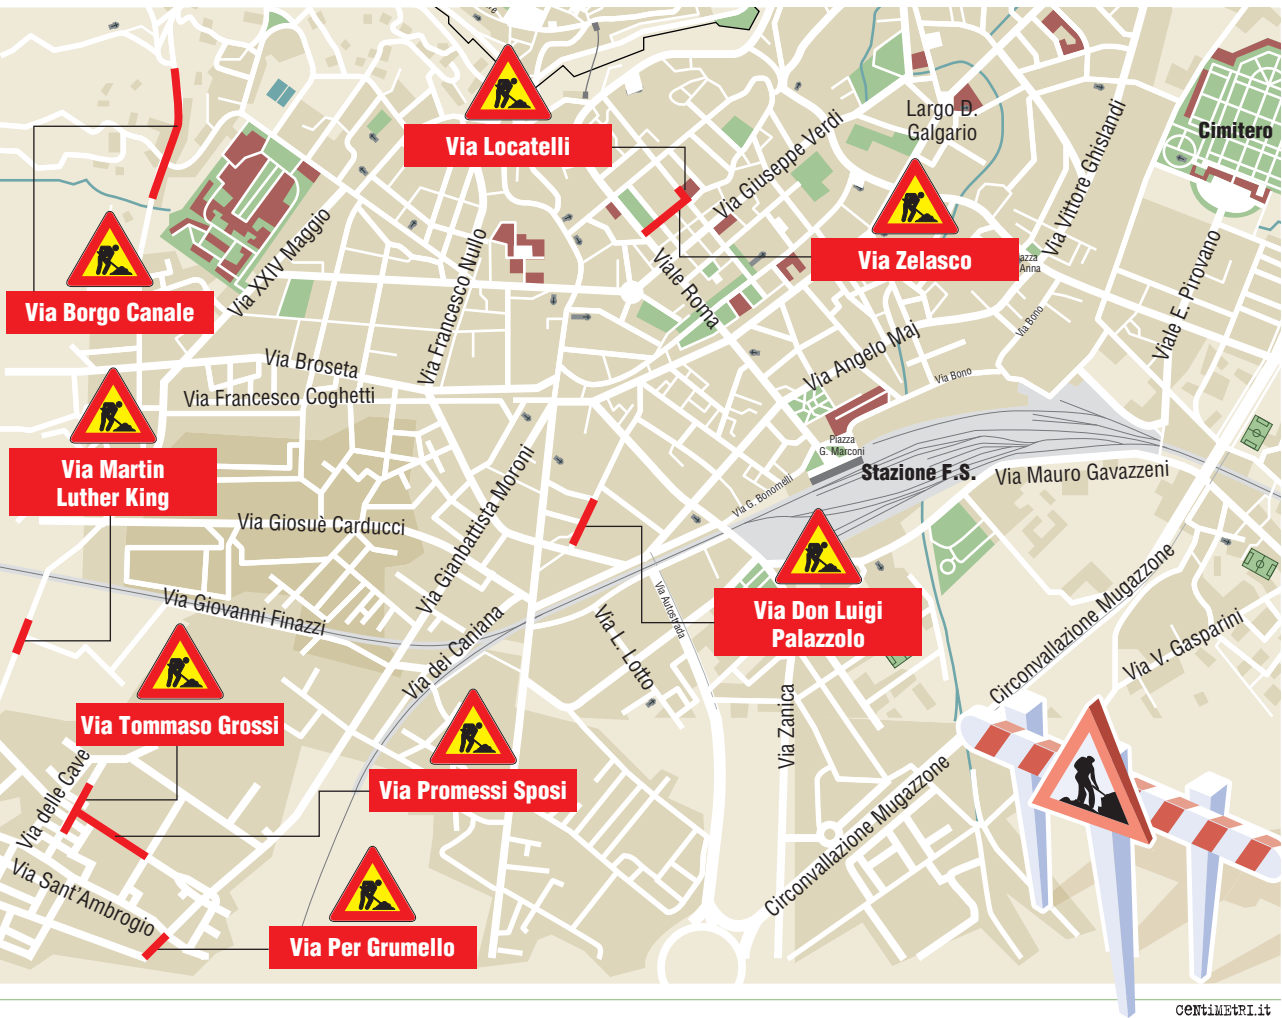 Largo D.
Galgario
Cimitero
Via Locatelli
Via Giuseppe Verdi
Via Vittore Ghislandi
Via XXIV Maggio
Via Francesco Nullo
Viale Roma
Via Zelasco
azza
Anna
Viale E. Pirovano
Via Borgo Canale
Via Bono
Via Angelo Maj
Via Broseta
Via Bono
Via Francesco Coghetti
Piazza
G. Marconi
Via Martin
Luther King
Stazione F.S.
Via Mauro Gavazzeni
Via G. Bonomelli
Via Gianbattista Moroni
Via Giosuè Carducci
Via Giovanni Finazzi
Via Autostrada
Via Don Luigi
Palazzolo
Circonvallazione Mugazzone
Via V. Gasparini
Via dei Caniana
Via L. Lotto
Via Tommaso Grossi
Via Zanica
Via delle Cave
Via Promessi Sposi
Circonvallazione Mugazzone
Via Sant'Ambrogio
Via Per Grumello
CeNtiMEtRI.it